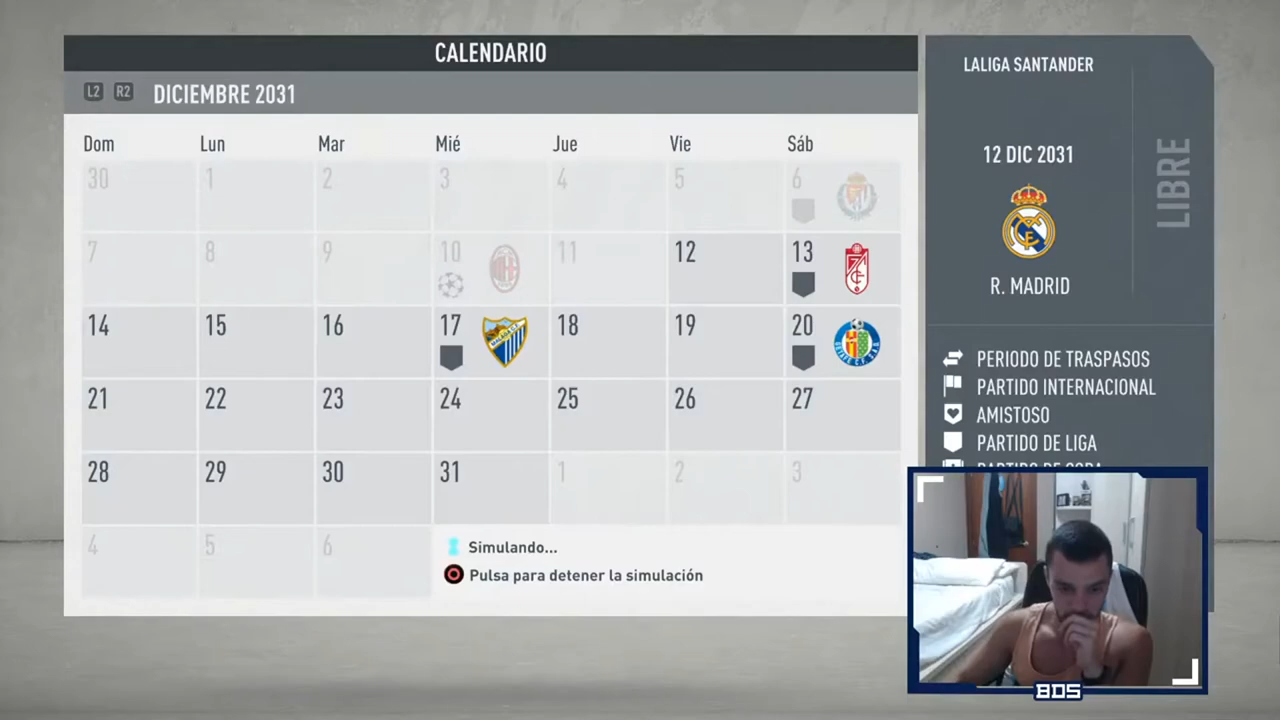 CALENDARIO
L2 R2 DICIEMBRE 2031
Dom Lun Mar Mié Jue Vie Sáb
30 1 2 3 4 5 6
7 8 9 10 11 12 13
14 15 16 17 18 19 20
21 22 23 24 25 26 27
28 29 30 31 1 2 3
4 5 6
Simulando...
Pulsa para detener la simulación
LALIGA SANTANDER
12 DIC 2031
R. MADRID
LIBRE
PERIODO DE TRASPASOS
PARTIDO INTERNACIONAL
AMISTOSO
PARTIDO DE LIGA
PARTIDO DE COPA
BDS